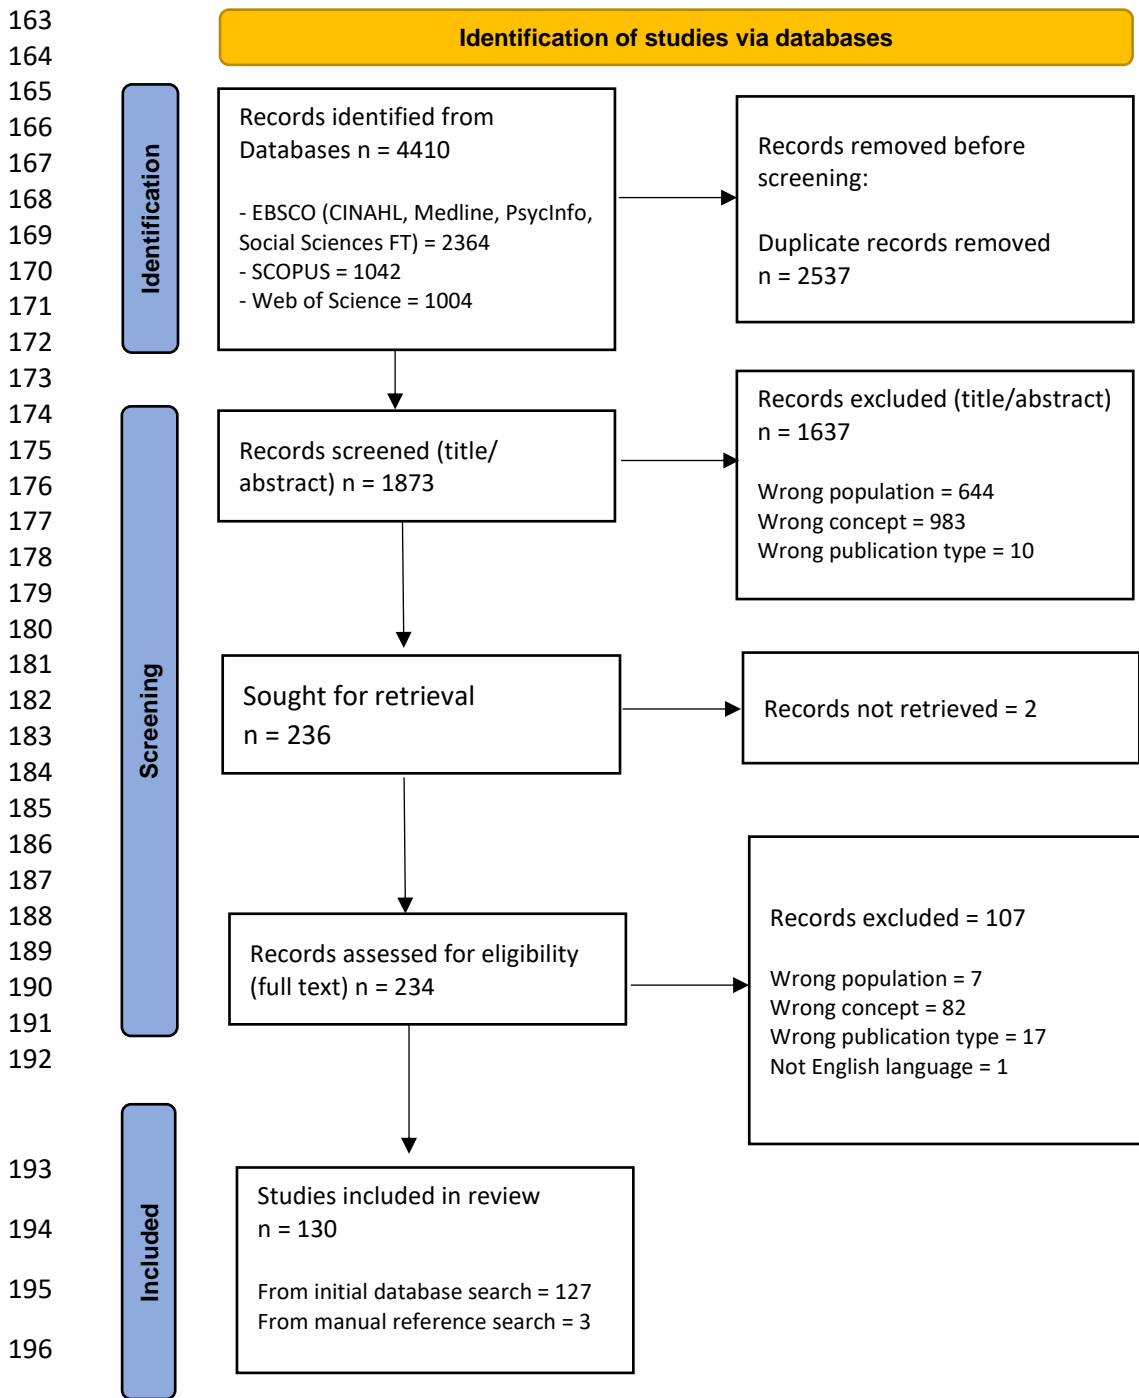 163
164
165
166
167
168
169
170
171
172
173
174
175
176
177
178
179
180
181
182
183
184
185
186
187
188
189
190
191
192
193
194
195
196
Identification of studies via databases
Identification
Records identified from
Databases n = 4410
- EBSCO (CINAHL, Medline, PsycInfo,
Social Sciences FT) = 2364
- SCOPUS = 1042
- Web of Science = 1004
Records removed before
screening:
Duplicate records removed
n = 2537
Screening
Records screened (title/
abstract) n = 1873
Records excluded (title/abstract)
n = 1637
Wrong population = 644
Wrong concept = 983
Wrong publication type = 10
Sought for retrieval
n = 236
Records not retrieved = 2
Records assessed for eligibility
(full text) n = 234
Records excluded = 107
Wrong population = 7
Wrong concept = 82
Wrong publication type = 17
Not English language = 1
Included
Studies included in review
n = 130
From initial database search = 127
From manual reference search = 3